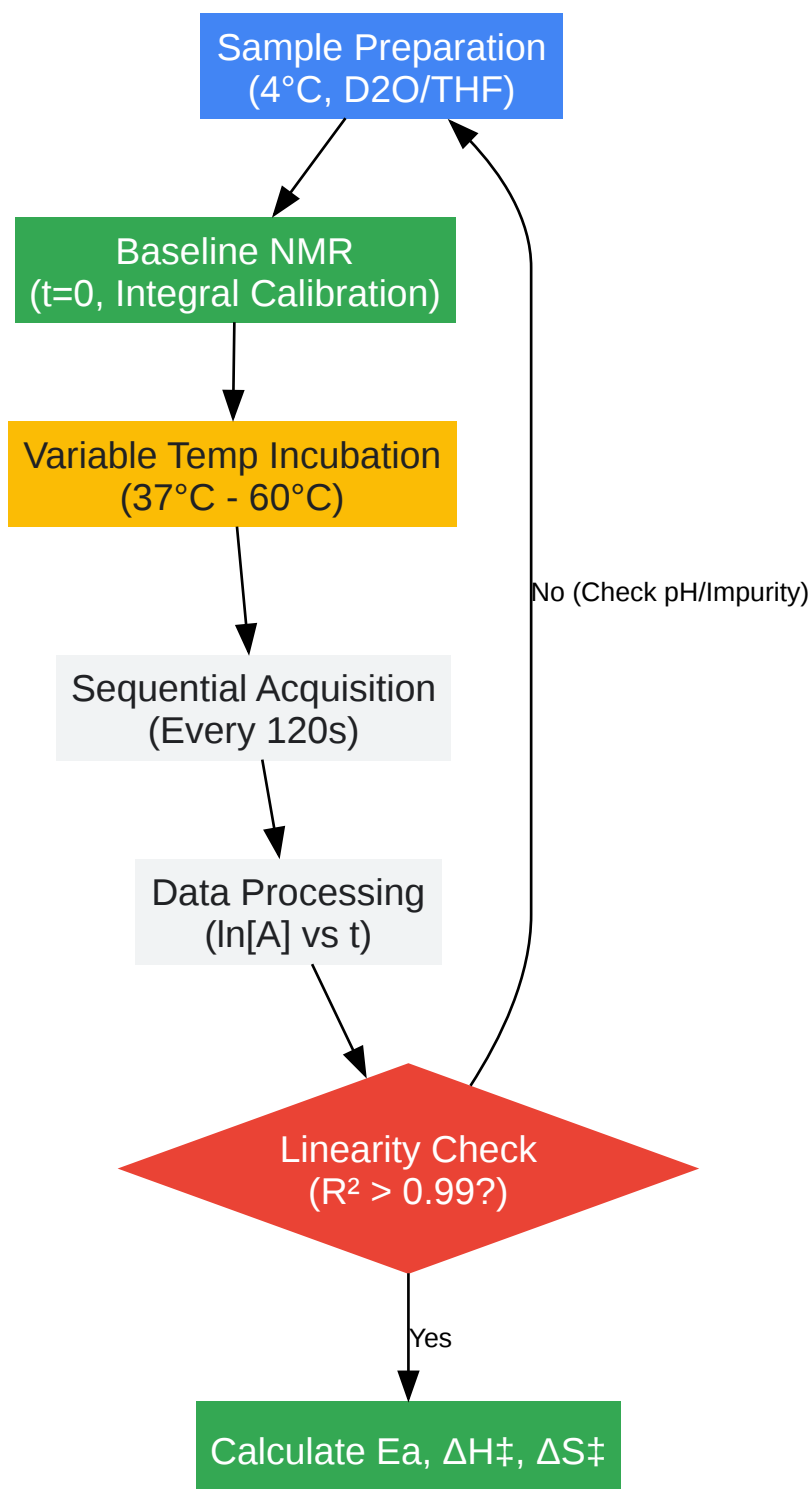 Sample Preparation
(4°C, D2O/THF)
Baseline NMR
(t=0, Integral Calibration)
Variable Temp Incubation
(37°C - 60°C)
No (Check pH/Impurity)
Sequential Acquisition
(Every 120s)
Data Processing
(ln[A] vs t)
Linearity Check
(R² > 0.99?)
Yes
Calculate Ea, ΔH‡, ΔS‡